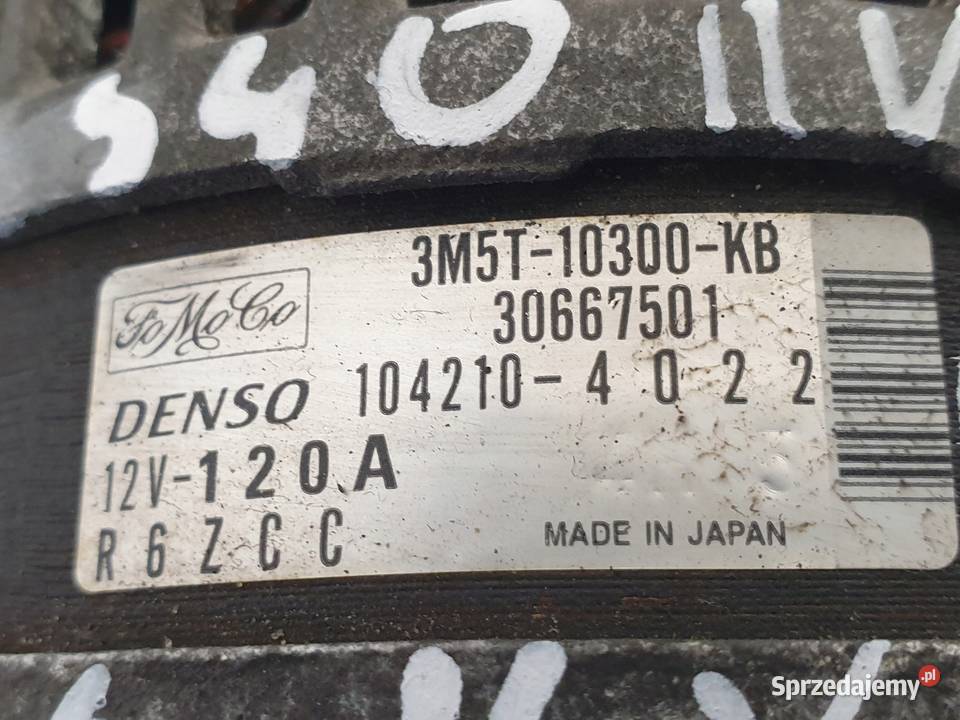 S40 II V
3M5T-10300-KB
FoMoCo
30667501
DENSO 104210-4022
12V-120A
R6ZCC
MADE IN JAPAN
Sprzedajemy.pl